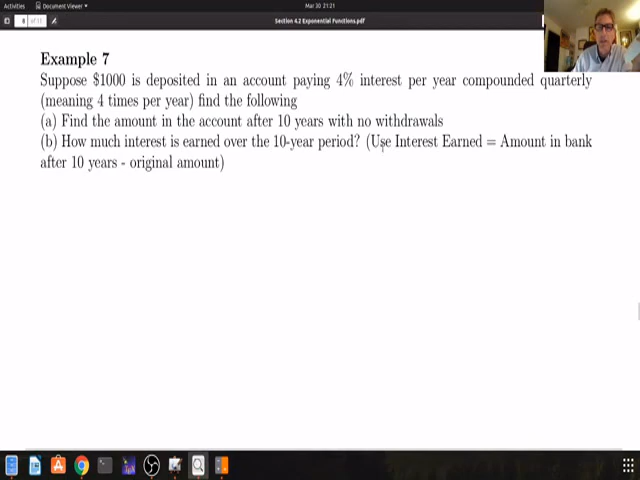 Activities Document Viewer Mar 30 21:21
8 of 11 Section 4.2 Exponential Functions.pdf
Example 7
Suppose $1000 is deposited in an account paying 4% interest per year compounded quarterly
(meaning 4 times per year) find the following
(a) Find the amount in the account after 10 years with no withdrawals
(b) How much interest is earned over the 10-year period? (Use Interest Earned = Amount in bank
after 10 years - original amount)